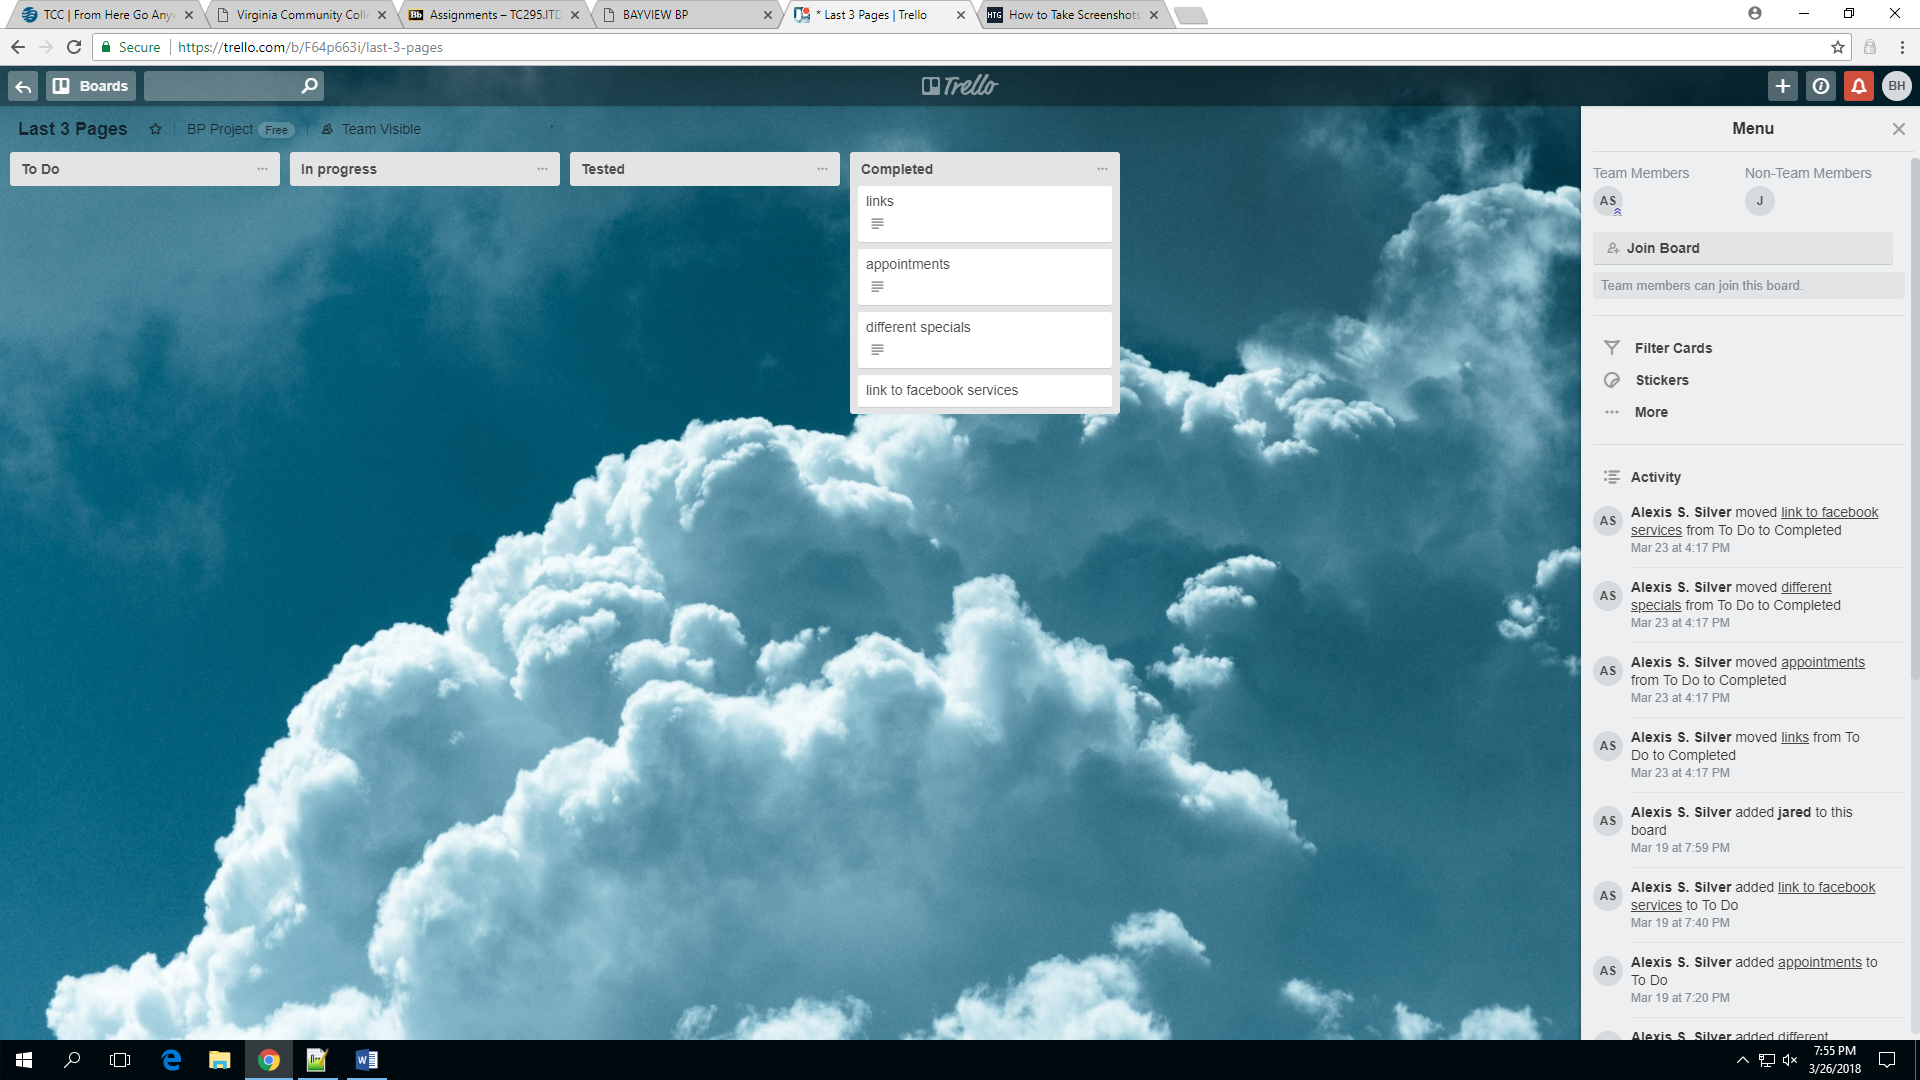 TCC | From Here Go Any
Virginia Community Coll
Bb Assignments – TC295.ITD
BAYVIEW BP
* Last 3 Pages | Trello
HTG How to Take Screenshots
Secure https://trello.com/b/F64p663i/last-3-pages
Boards
Trello
BH
Last 3 Pages
BP Project Free
Team Visible
To Do
In progress
Tested
Completed
links
appointments
different specials
link to facebook services
Menu
Team Members
Non-Team Members
AS
J
Join Board
Team members can join this board.
Filter Cards
Stickers
More
Activity
AS
Alexis S. Silver moved link to facebook
services from To Do to Completed
Mar 23 at 4:17 PM
AS
Alexis S. Silver moved different
specials from To Do to Completed
Mar 23 at 4:17 PM
AS
Alexis S. Silver moved appointments
from To Do to Completed
Mar 23 at 4:17 PM
AS
Alexis S. Silver moved links from To
Do to Completed
Mar 23 at 4:17 PM
AS
Alexis S. Silver added jared to this
board
Mar 19 at 7:59 PM
AS
Alexis S. Silver added link to facebook
services to To Do
Mar 19 at 7:40 PM
AS
Alexis S. Silver added appointments to
To Do
Mar 19 at 7:20 PM
Alexis S. Silver added different
7:55 PM
3/26/2018